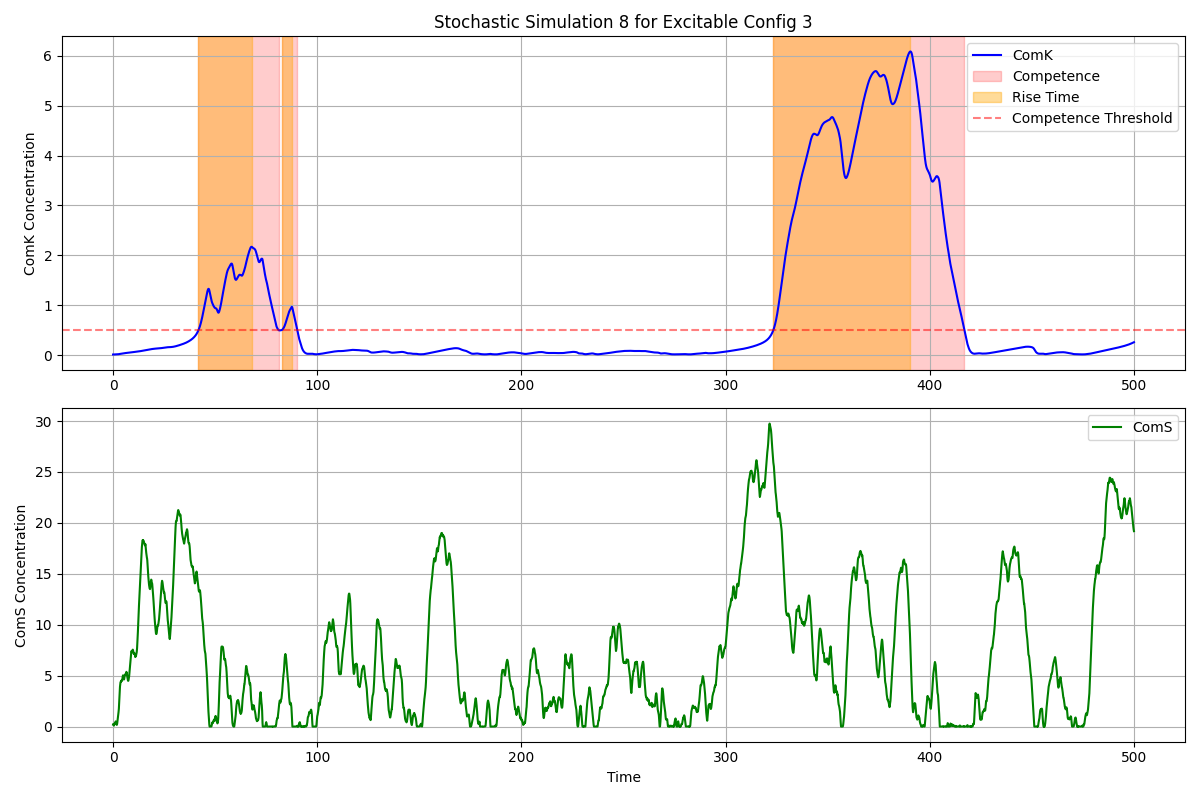 Stochastic Simulation 8 for Excitable Config 3
ComK Concentration
6
5
4
3
2
1
0
0 100 200 300 400 500
ComK
Competence
Rise Time
Competence Threshold
ComS Concentration
30
25
20
15
10
5
0
0 100 200 300 400 500
ComS
Time